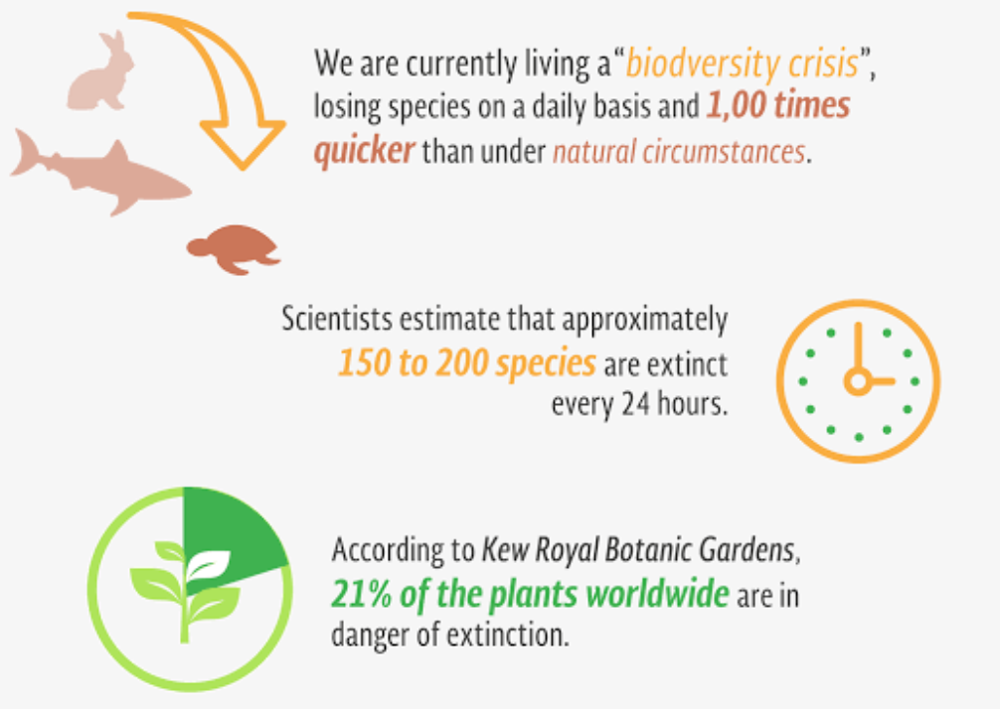 We are currently living a“biodversity crisis”,
losing species on a daily basis and 1,00 times
quicker than under natural circumstances.
Scientists estimate that approximately
150 to 200 species are extinct
every 24 hours.
According to Kew Royal Botanic Gardens,
21% of the plants worldwide are in
danger of extinction.